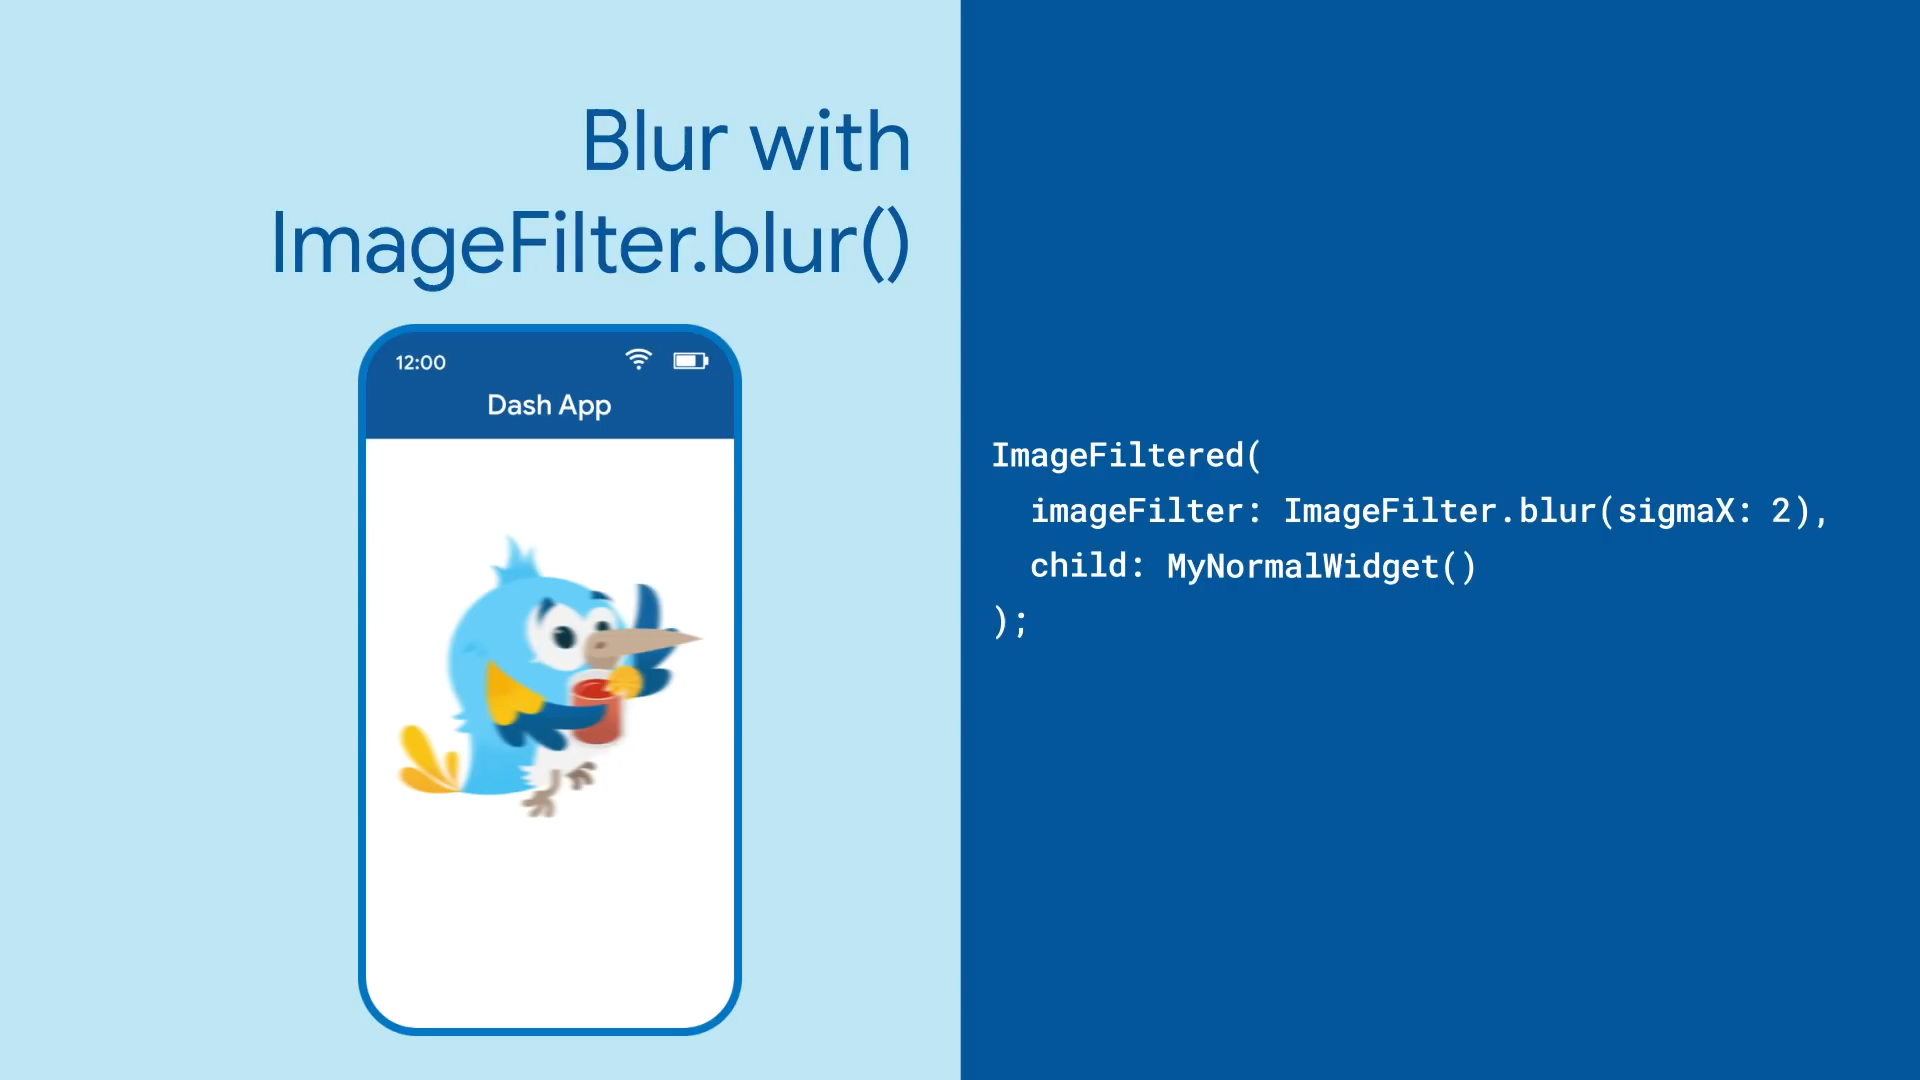 Blur with
ImageFilter.blur()
12:00
Dash App
ImageFiltered(
  imageFilter: ImageFilter.blur(sigmaX: 2),
  child: MyNormalWidget()
);